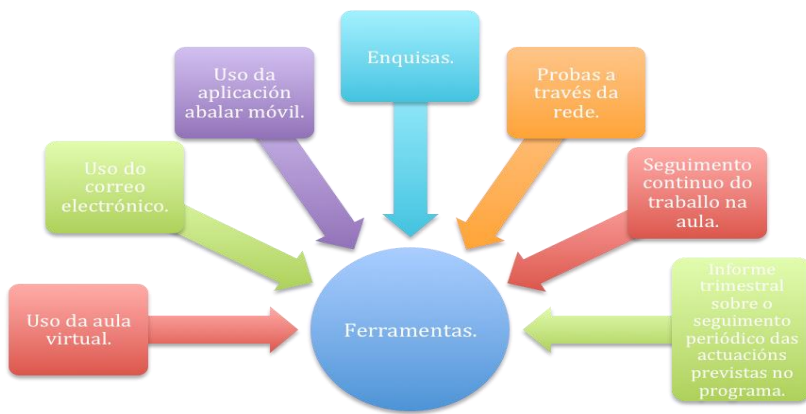 Enquisas.
Uso da
aplicación
abalar móvil.
Probas a
través da
rede.
Uso do
correo
electrónico.
Seguimento
continuo do
traballo na
aula.
Uso da aula
virtual.
Ferramentas.
Informe
trimestral
sobre o
seguimento
periódico das
actuacións
previstas no
programa.